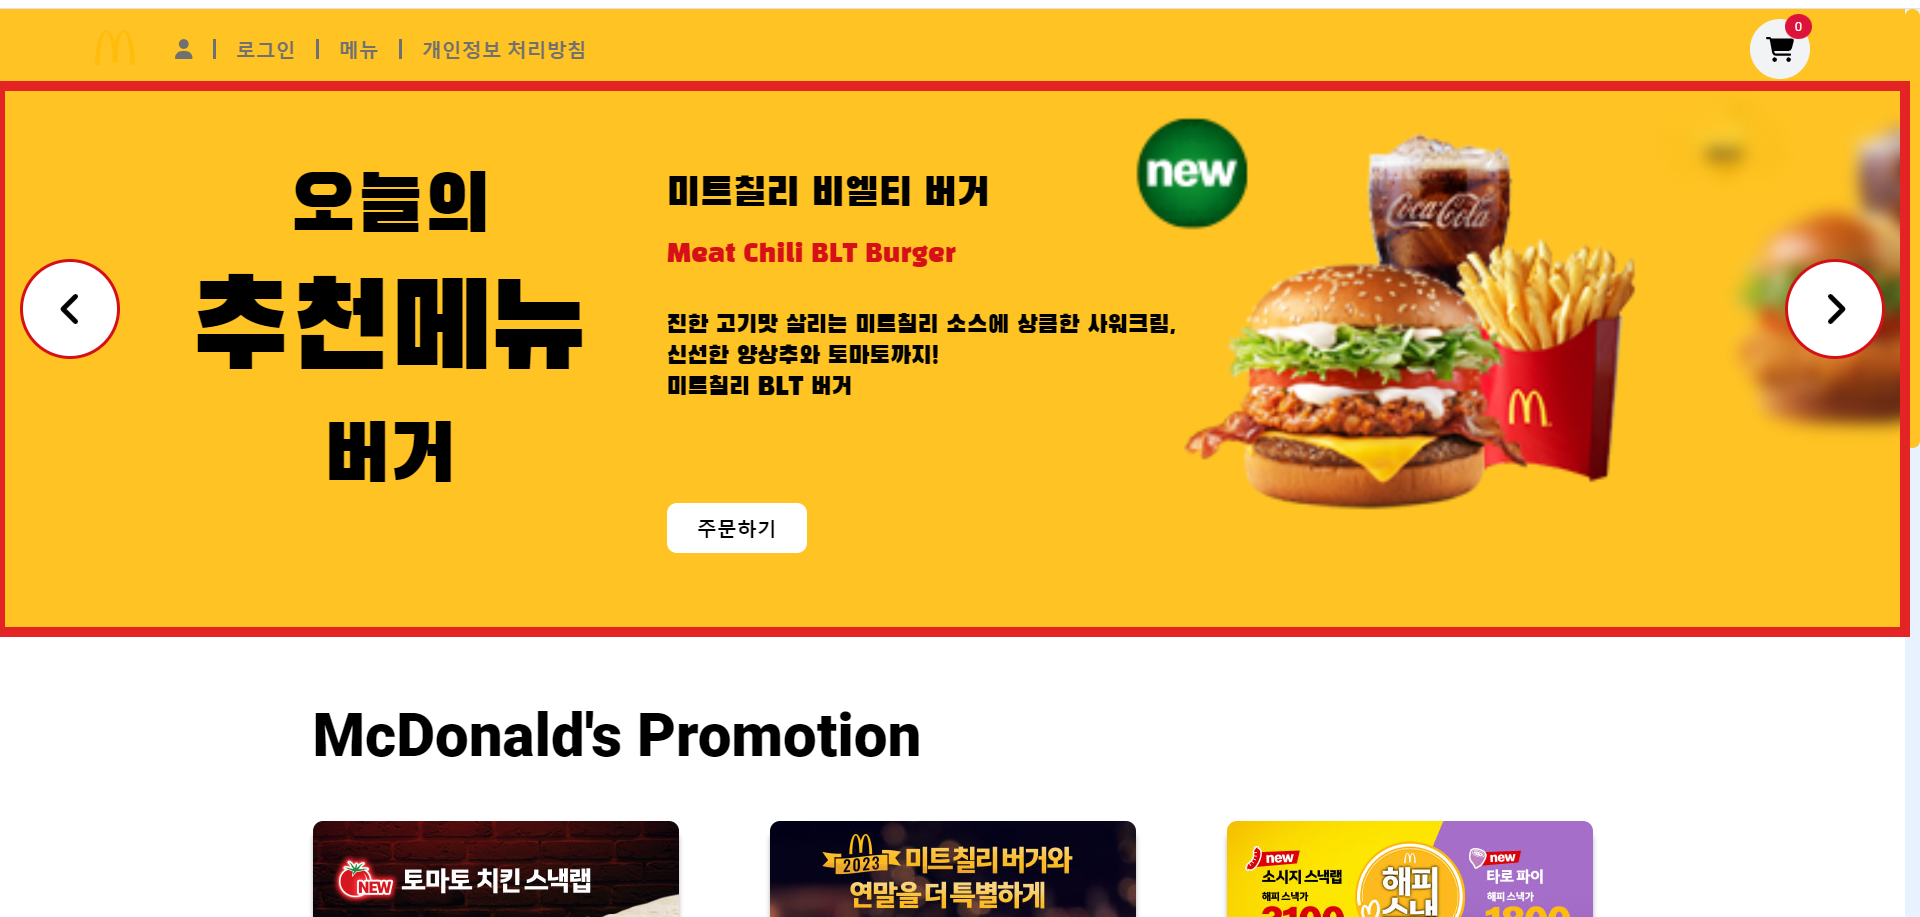 로그인 | 메뉴 | 개인정보 처리방침
0
오늘의
추천메뉴
버거
미트칠리 비엘티 버거
Meat Chili BLT Burger
진한 고기맛 살리는 미트칠리 소스에 상큼한 사워크림,
신선한 양상추와 토마토까지!
미트칠리 BLT 버거
주문하기
new
Coca-Cola
McDonald's Promotion
NEW 토마토 치킨 스낵랩
2023 미트칠리 버거와
연말을 더 특별하게
new
소시지 스낵랩
해피 스낵가
해피
스낵
new
타로 파이
해피 스낵가